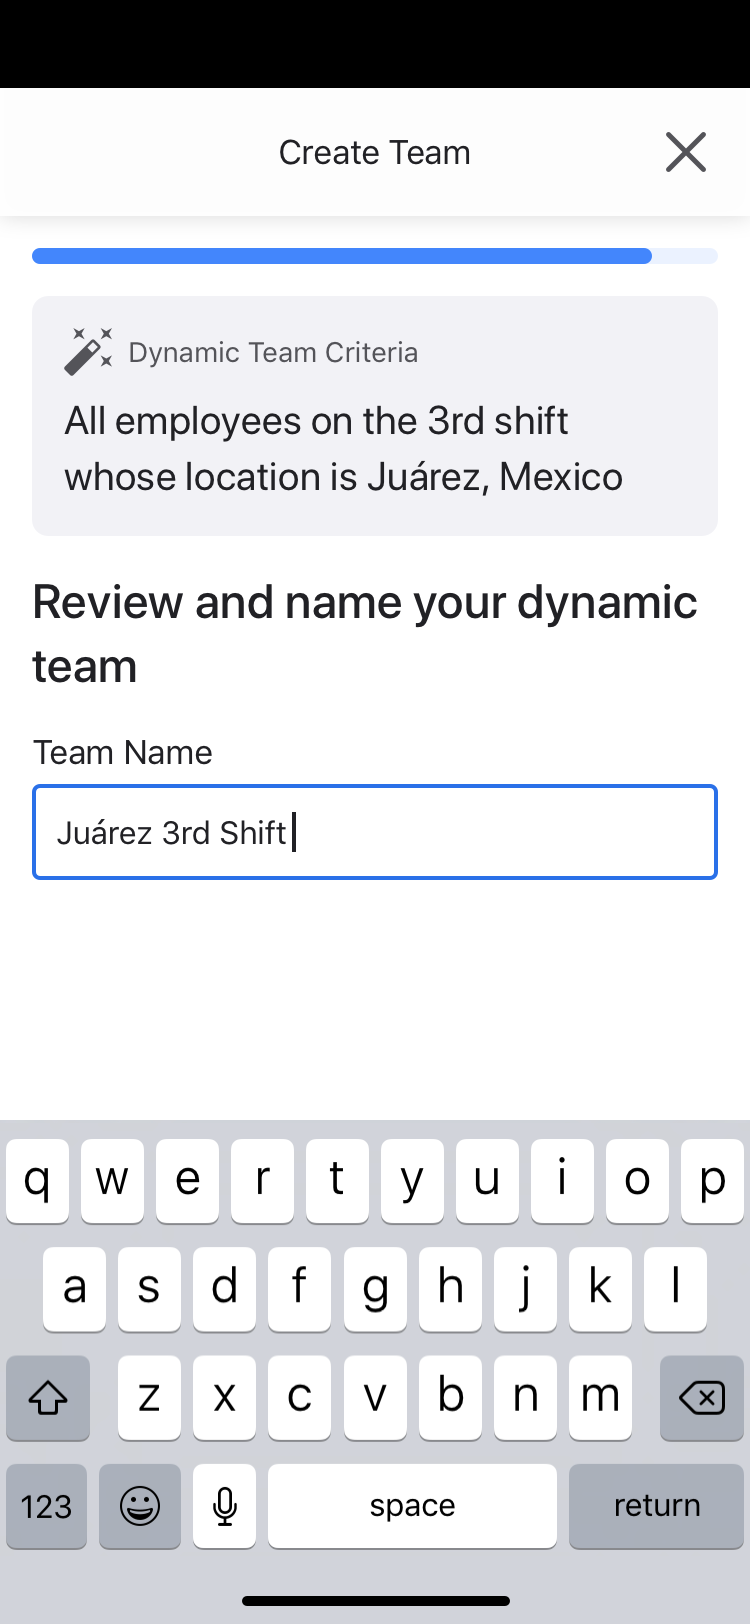 Create Team
Dynamic Team Criteria
All employees on the 3rd shift
whose location is Juárez, Mexico
Review and name your dynamic
team
Team Name
Juárez 3rd Shift
q w e r t y u i o p
a s d f g h j k l
z x c v b n m
123 space return